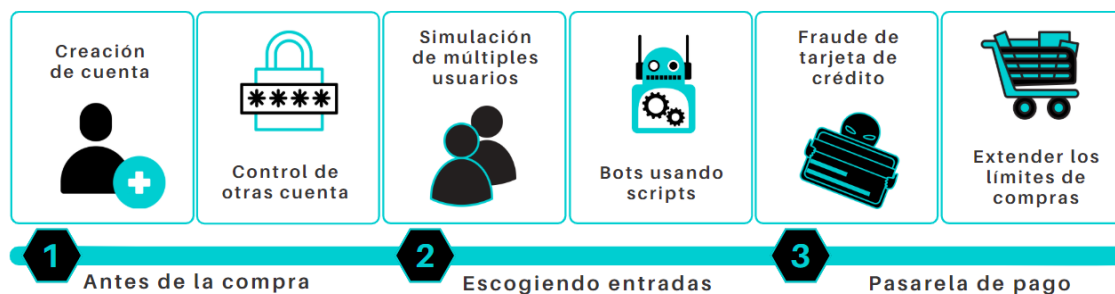 Creación
de cuenta
****
Control de
otras cuenta
Simulación
de múltiples
usuarios
Bots usando
scripts
Fraude de
tarjeta de
crédito
Extender los
límites de
compras
1
Antes de la compra
2
Escogiendo entradas
3
Pasarela de pago